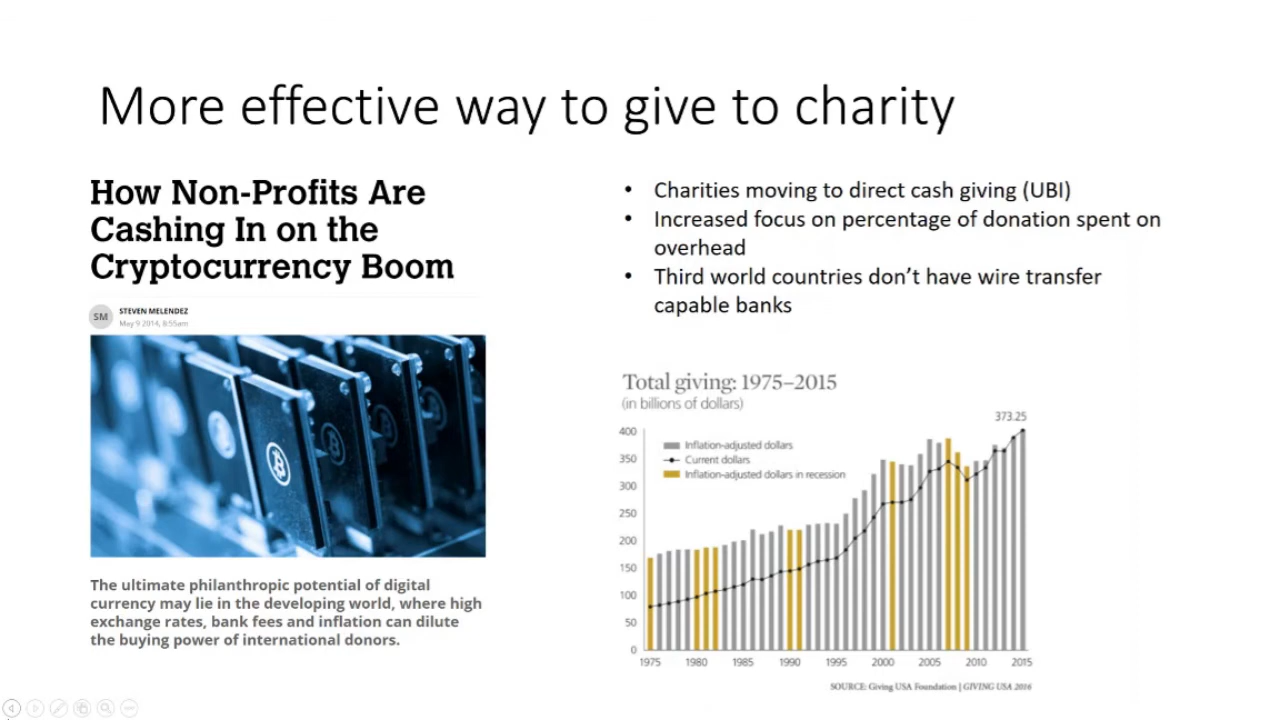 More effective way to give to charity
How Non-Profits Are
Cashing In on the
Cryptocurrency Boom
SM
STEVEN MELENDEZ
May 9 2014, 8:55am
The ultimate philanthropic potential of digital
currency may lie in the developing world, where high
exchange rates, bank fees and inflation can dilute
the buying power of international donors.
• Charities moving to direct cash giving (UBI)
• Increased focus on percentage of donation spent on
overhead
• Third world countries don't have wire transfer
capable banks
Total giving: 1975–2015
(in billions of dollars)
373.25
Inflation-adjusted dollars
Current dollars
Inflation-adjusted dollars in recession
400
350
300
250
200
150
100
50
0
1975 1980 1985 1990 1995 2000 2005 2010 2015
SOURCE: Giving USA Foundation | GIVING USA 2016